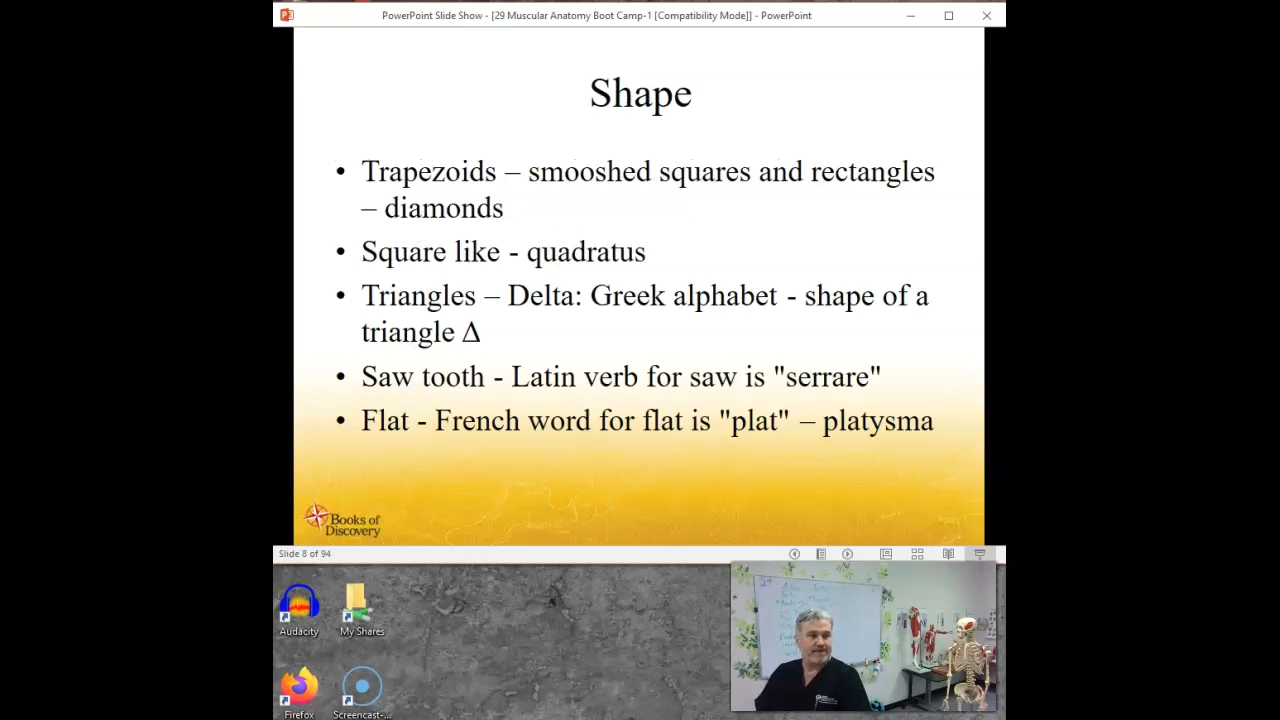 PowerPoint Slide Show - [29 Muscular Anatomy Boot Camp-1 [Compatibility Mode]] - PowerPoint
Shape
• Trapezoids – smooshed squares and rectangles
– diamonds
• Square like - quadratus
• Triangles – Delta: Greek alphabet - shape of a
triangle Δ
• Saw tooth - Latin verb for saw is "serrare"
• Flat - French word for flat is "plat" – platysma
Books of
Discovery
Slide 8 of 94
Audacity
My Shares
Firefox
Screencast-...
29